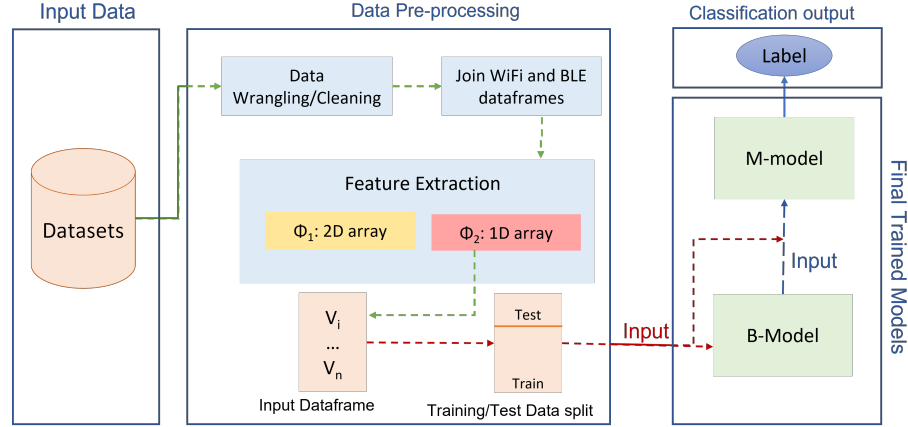 Input Data
Data Pre-processing
Classification output
Data
Wrangling/Cleaning
Join WiFi and BLE
dataframes
Label
Datasets
Feature Extraction
Φ₁: 2D array
Φ₂: 1D array
M-model
Final Trained Models
Input
Vᵢ
...
Vₙ
Test
Train
Input
B-Model
Input Dataframe
Training/Test Data split